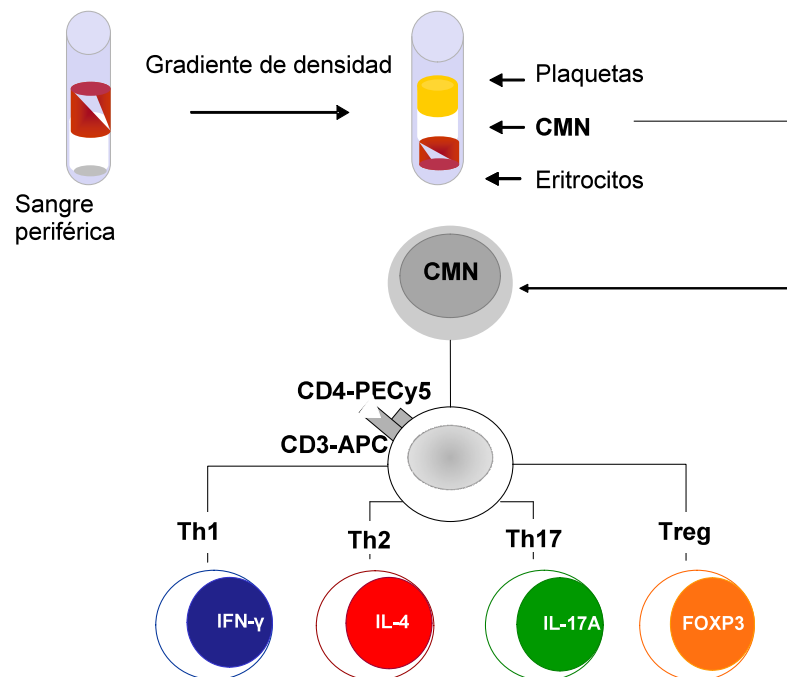 Gradiente de densidad
Plaquetas
CMN
Eritrocitos
Sangre
periférica
CMN
CD4-PECy5
CD3-APC
Th1
Th2
Th17
Treg
IFN-γ
IL-4
IL-17A
FOXP3